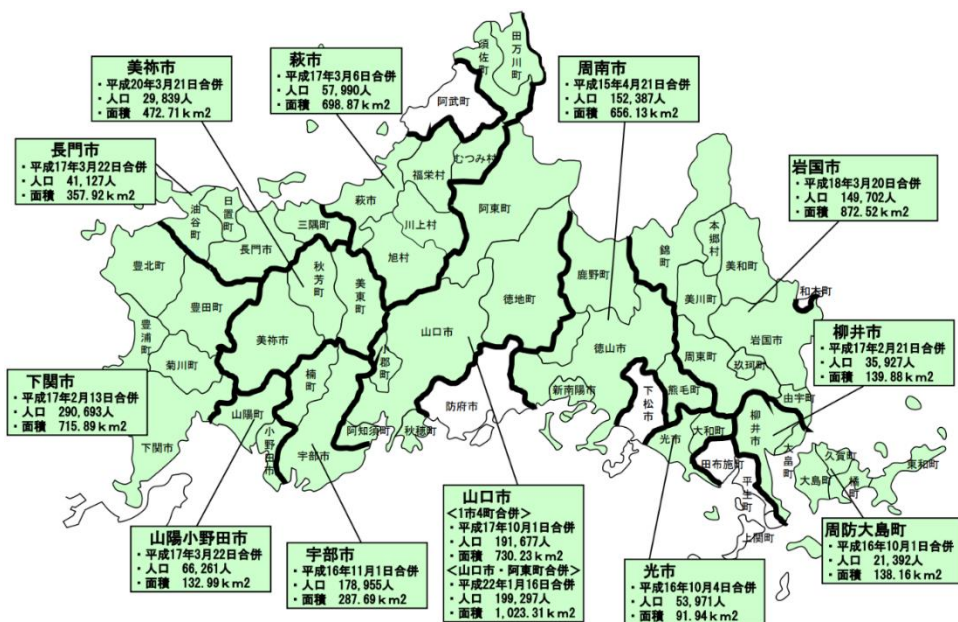 美祢市
・平成20年3月21日合併
・人口 29,839人
・面積 472.71ｋｍ2
萩市
・平成17年3月6日合併
・人口 57,990人
・面積 698.87ｋｍ2
周南市
・平成15年4月21日合併
・人口 152,387人
・面積 656.13ｋｍ2
長門市
・平成17年3月22日合併
・人口 41,127人
・面積 357.92ｋｍ2
岩国市
・平成18年3月20日合併
・人口 149,702人
・面積 872.52ｋｍ2
柳井市
・平成17年2月21日合併
・人口 35,927人
・面積 139.88ｋｍ2
下関市
・平成17年2月13日合併
・人口 290,693人
・面積 715.89ｋｍ2
山陽小野田市
・平成17年3月22日合併
・人口 66,261人
・面積 132.99ｋｍ2
宇部市
・平成16年11月1日合併
・人口 178,955人
・面積 287.69ｋｍ2
山口市
<1市4町合併>
・平成17年10月1日合併
・人口 191,677人
・面積 730.23ｋｍ2
<山口市・阿東町合併>
・平成22年1月16日合併
・人口 199,297人
・面積 1,023.31ｋｍ2
光市
・平成16年10月4日合併
・人口 53,971人
・面積 91.94ｋｍ2
周防大島町
・平成16年10月1日合併
・人口 21,392人
・面積 138.16ｋｍ2
須佐町
田万川町
阿武町
むつみ村
福栄村
萩市
川上村
旭村
阿東町
三隅町
日置町
油谷町
長門市
豊北町
豊田町
豊浦町
菊川町
下関市
秋芳町
美東町
美祢市
楠町
山陽町
小野田市
宇部市
小郡町
阿知須町
秋穂町
山口市
徳地町
防府市
鹿野町
徳山市
新南陽市
下松市
熊毛町
光市
大和町
田布施町
平生町
上関町
錦町
本郷村
美和町
美川町
和木町
岩国市
周東町
玖珂町
由宇町
柳井市
大畠町
大島町
久賀町
橘町
東和町